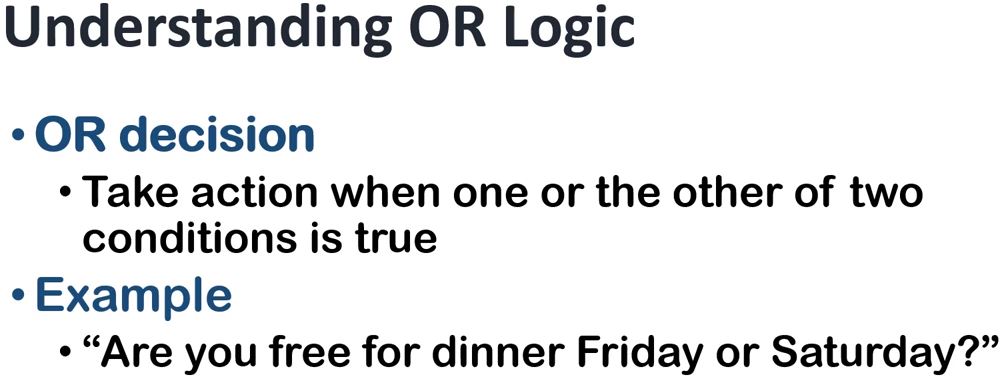 Understanding OR Logic
• OR decision
• Take action when one or the other of two
conditions is true
• Example
• “Are you free for dinner Friday or Saturday?”